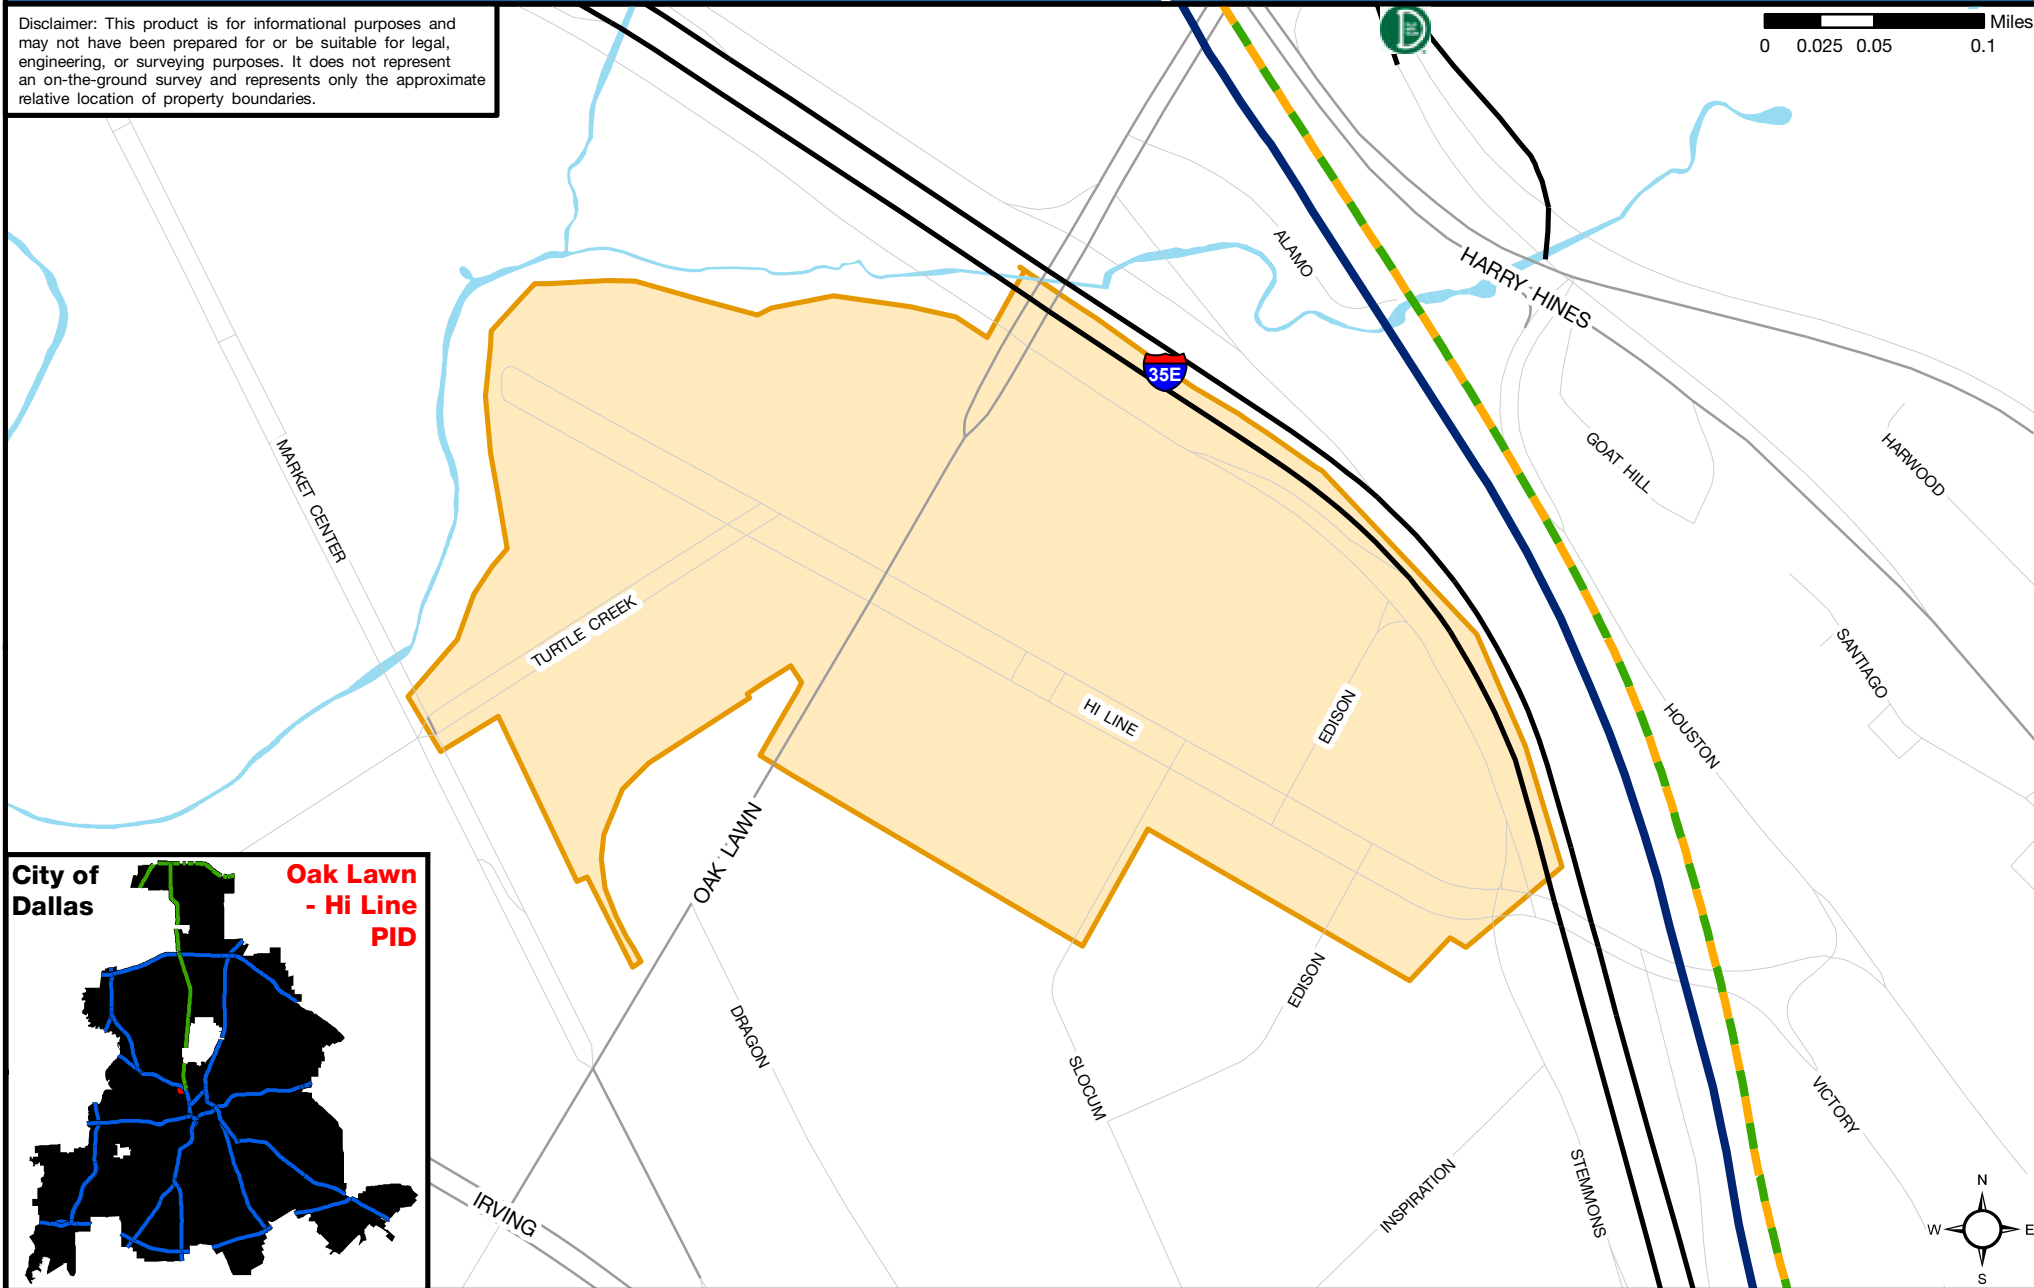 Disclaimer: This product is for informational purposes and
may not have been prepared for or be suitable for legal,
engineering, or surveying purposes. It does not represent
an on-the-ground survey and represents only the approximate
relative location of property boundaries.
Miles
0 0.025 0.05 0.1
ALAMO
HARRY HINES
35E
MARKET CENTER
GOAT HILL
HARWOOD
TURTLE CREEK
SANTIAGO
HI LINE
EDISON
HOUSTON
OAK LAWN
City of
Dallas
Oak Lawn
- Hi Line
PID
EDISON
DRAGON
SLOCUM
VICTORY
INSPIRATION
STEMMONS
IRVING
N
W E
S